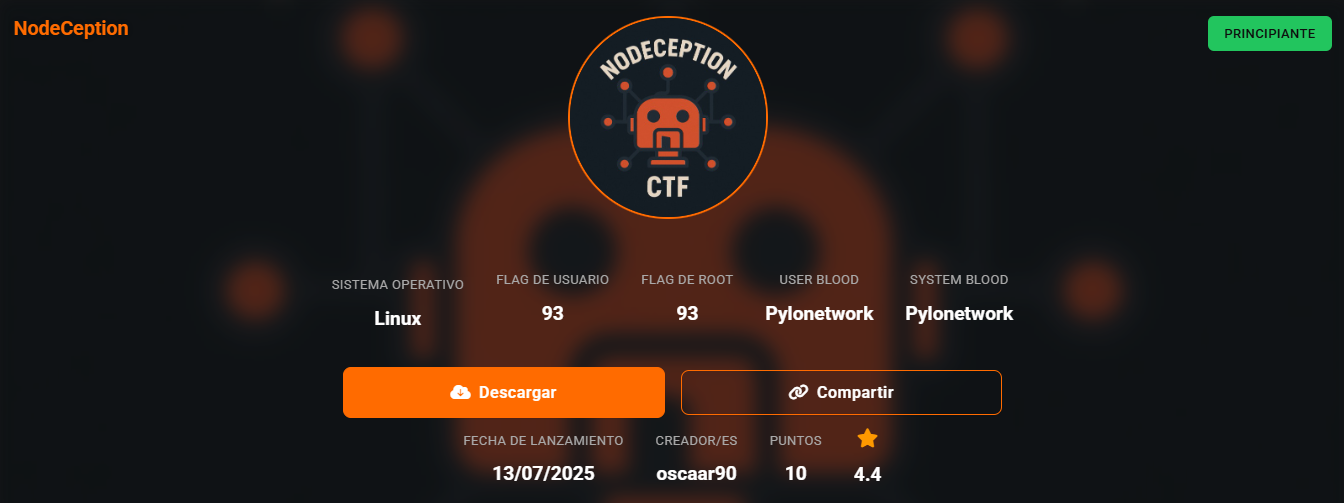 NodeCeption
PRINCIPIANTE
NODECEPTION
CTF
SISTEMA OPERATIVO
Linux
FLAG DE USUARIO
93
FLAG DE ROOT
93
USER BLOOD
Pylonetwork
SYSTEM BLOOD
Pylonetwork
Descargar
Compartir
FECHA DE LANZAMIENTO
13/07/2025
CREADOR/ES
oscaar90
PUNTOS
10
4.4